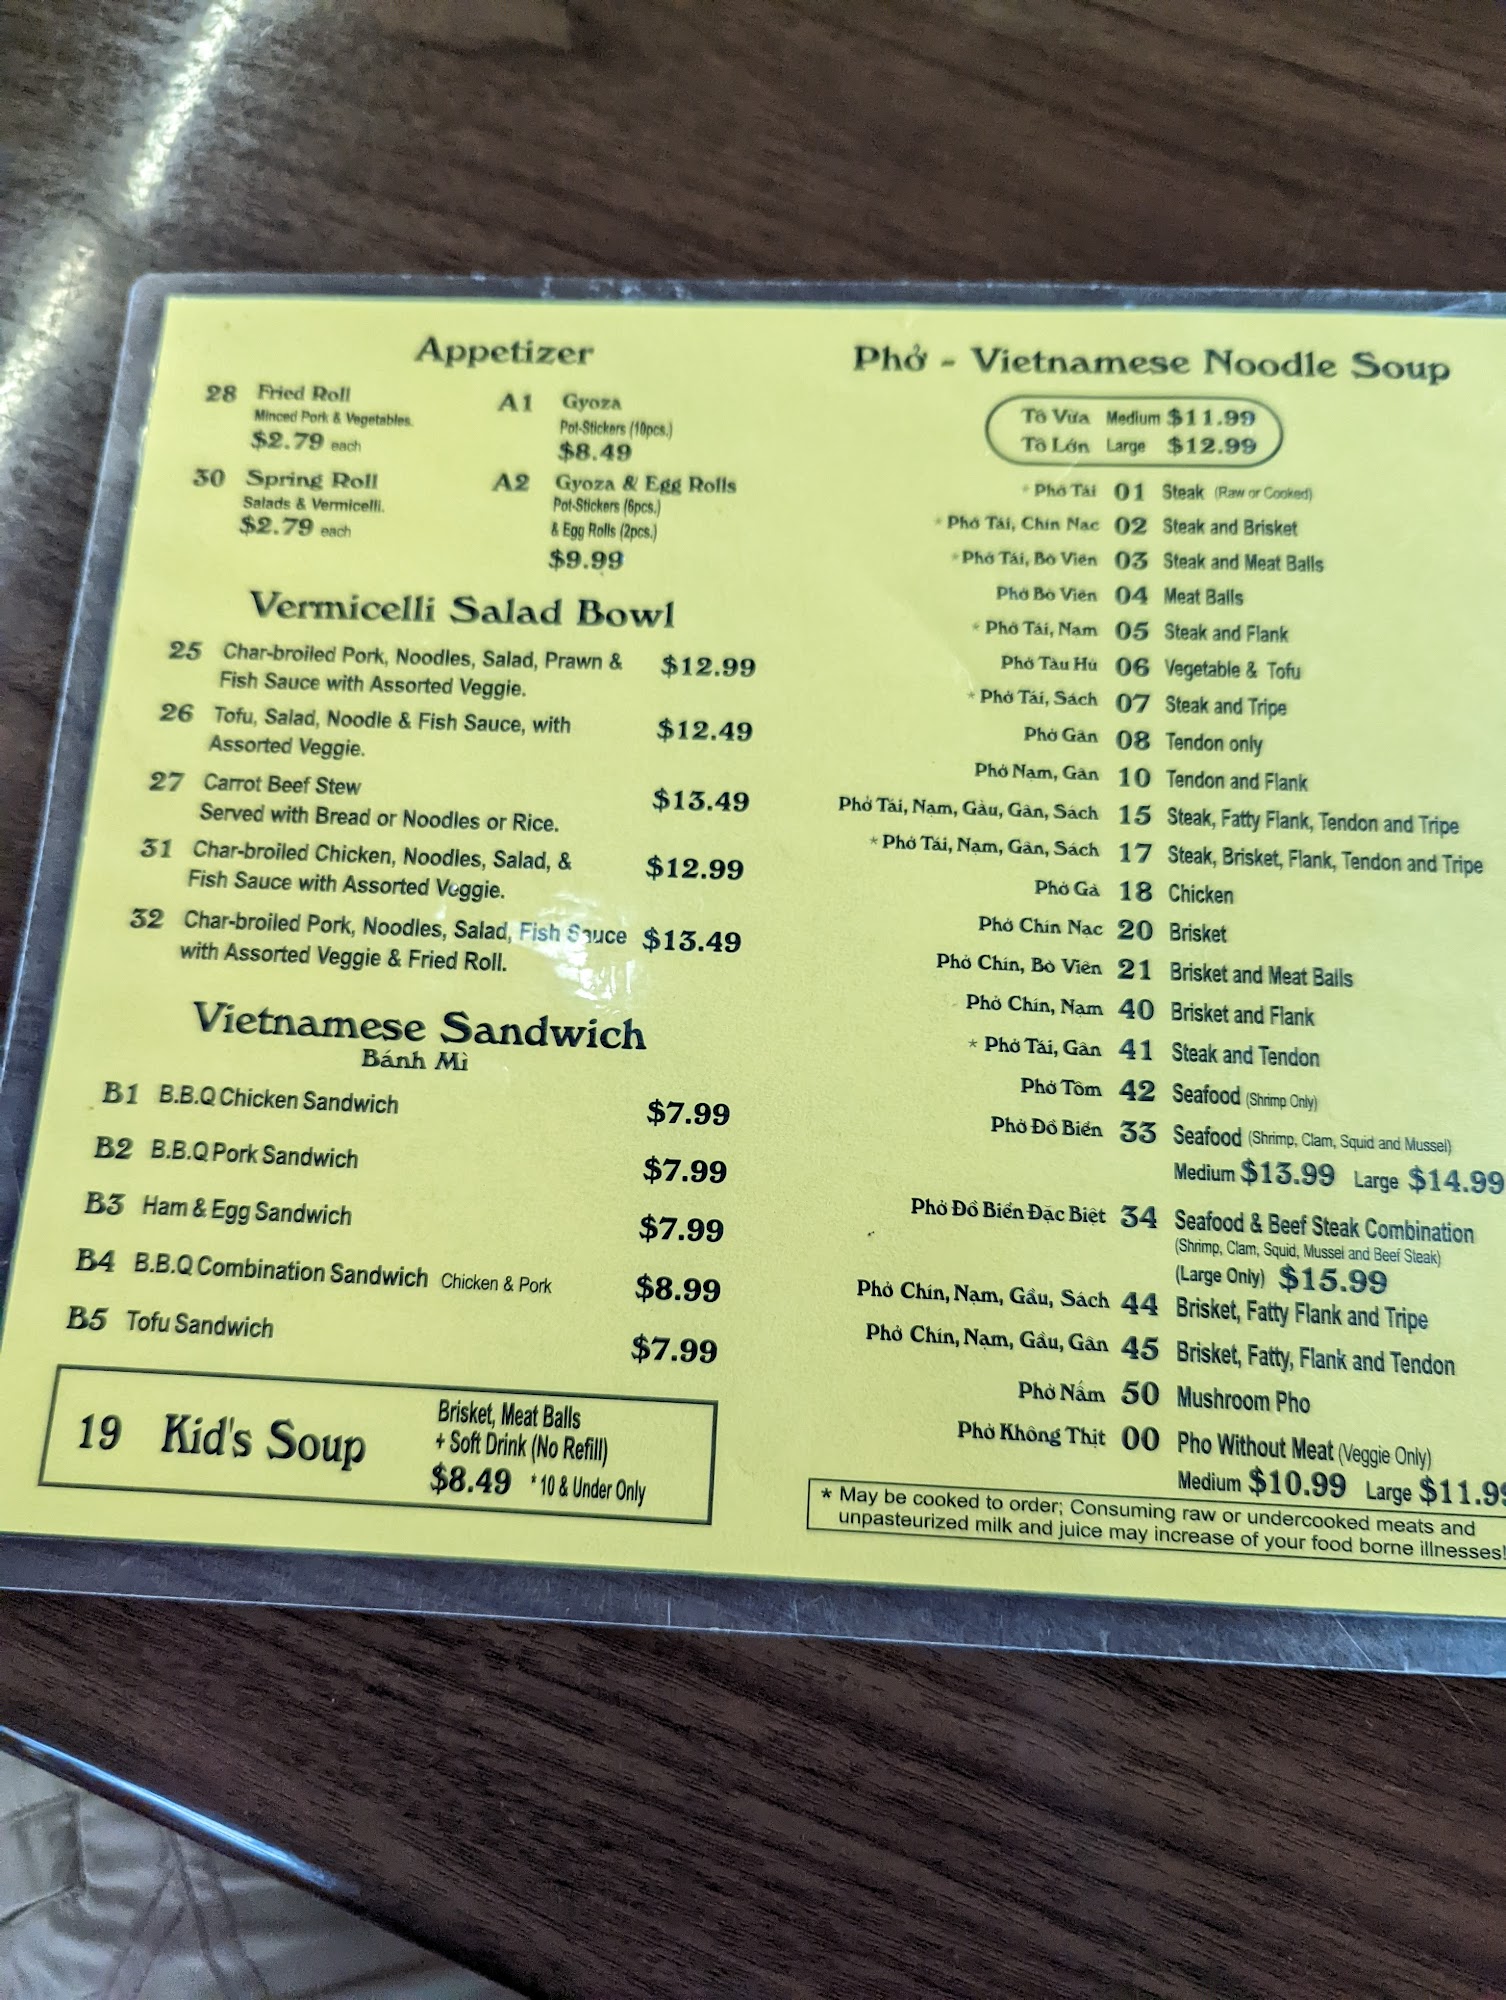 Appetizer
28 Fried Roll
Minced Pork & Vegetables.
$2.79 each
30 Spring Roll
Salads & Vermicelli.
$2.79 each
A1 Gyoza
Pot-Stickers (10pcs.)
$8.49
A2 Gyoza & Egg Rolls
Pot-Stickers (6pcs.)
& Egg Rolls (2pcs.)
$9.99
Vermicelli Salad Bowl
25 Char-broiled Pork, Noodles, Salad, Prawn & $12.99
Fish Sauce with Assorted Veggie.
26 Tofu, Salad, Noodle & Fish Sauce, with $12.49
Assorted Veggie.
27 Carrot Beef Stew $13.49
Served with Bread or Noodles or Rice.
31 Char-broiled Chicken, Noodles, Salad, & $12.99
Fish Sauce with Assorted Veggie.
32 Char-broiled Pork, Noodles, Salad, Fish Sauce $13.49
with Assorted Veggie & Fried Roll.
Vietnamese Sandwich
Bánh Mì
B1 B.B.Q Chicken Sandwich $7.99
B2 B.B.Q Pork Sandwich $7.99
B3 Ham & Egg Sandwich $7.99
B4 B.B.Q Combination Sandwich Chicken & Pork $8.99
B5 Tofu Sandwich $7.99
19 Kid's Soup
Brisket, Meat Balls
+ Soft Drink (No Refill)
$8.49 *10 & Under Only
Phở - Vietnamese Noodle Soup
Tô Vừa Medium $11.99
Tô Lớn Large $12.99
* Phở Tái 01 Steak (Raw or Cooked)
* Phở Tái, Chín Nạc 02 Steak and Brisket
* Phở Tái, Bò Viên 03 Steak and Meat Balls
Phở Bò Viên 04 Meat Balls
* Phở Tái, Nạm 05 Steak and Flank
Phở Tàu Hủ 06 Vegetable & Tofu
* Phở Tái, Sách 07 Steak and Tripe
Phở Gân 08 Tendon only
Phở Nạm, Gân 10 Tendon and Flank
Phở Tái, Nạm, Gầu, Gân, Sách 15 Steak, Fatty Flank, Tendon and Tripe
* Phở Tái, Nạm, Gân, Sách 17 Steak, Brisket, Flank, Tendon and Tripe
Phở Gà 18 Chicken
Phở Chín Nạc 20 Brisket
Phở Chín, Bò Viên 21 Brisket and Meat Balls
Phở Chín, Nạm 40 Brisket and Flank
* Phở Tái, Gân 41 Steak and Tendon
Phở Tôm 42 Seafood (Shrimp Only)
Phở Đồ Biển 33 Seafood (Shrimp, Clam, Squid and Mussel)
Medium $13.99 Large $14.99
Phở Đồ Biển Đặc Biệt 34 Seafood & Beef Steak Combination
(Shrimp, Clam, Squid, Mussel and Beef Steak)
(Large Only) $15.99
Phở Chín, Nạm, Gầu, Sách 44 Brisket, Fatty Flank and Tripe
Phở Chín, Nạm, Gầu, Gân 45 Brisket, Fatty, Flank and Tendon
Phở Nấm 50 Mushroom Pho
Phở Không Thịt 00 Pho Without Meat (Veggie Only)
Medium $10.99 Large $11.99
* May be cooked to order; Consuming raw or undercooked meats and
unpasteurized milk and juice may increase of your food borne illnesses!